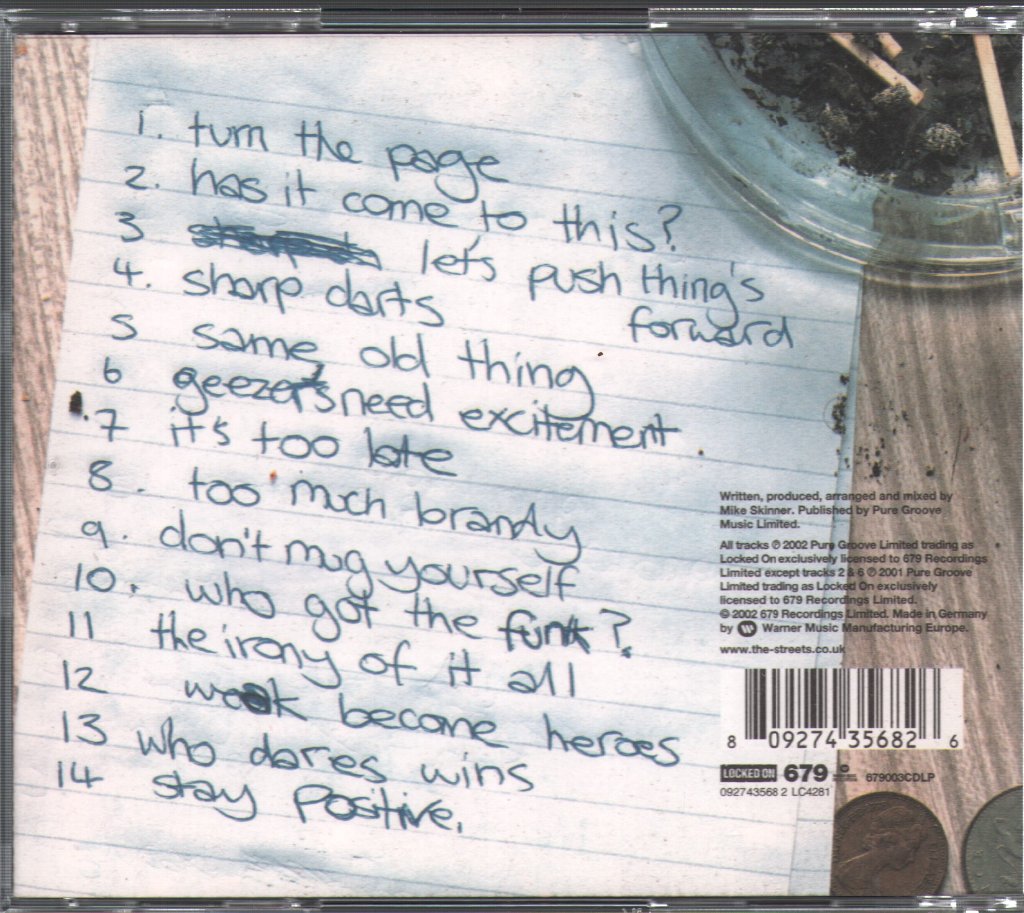 1. turn the page
2. has it come to this?
3 let's push thing's
forward
4. sharp darts
5 same old thing
6 geezers need excitement
7 it's too late
8. too much brandy
9. don't mug yourself
10. who got the funk?
11 the irony of it all
12 weak become heroes
13 who dares wins
14 stay positive.
Written, produced, arranged and mixed by
Mike Skinner. Published by Pure Groove
Music Limited.
All tracks ℗ 2002 Pure Groove Limited trading as
Locked On exclusively licensed to 679 Recordings
Limited except tracks 2 & 6 ℗ 2001 Pure Groove
Limited trading as Locked On exclusively
licensed to 679 Recordings Limited.
© 2002 679 Recordings Limited. Made in Germany
by Warner Music Manufacturing Europe.
www.the-streets.co.uk
8 09274 35682 6
LOCKED ON 679 679003CDLP
092743568 2 LC4281